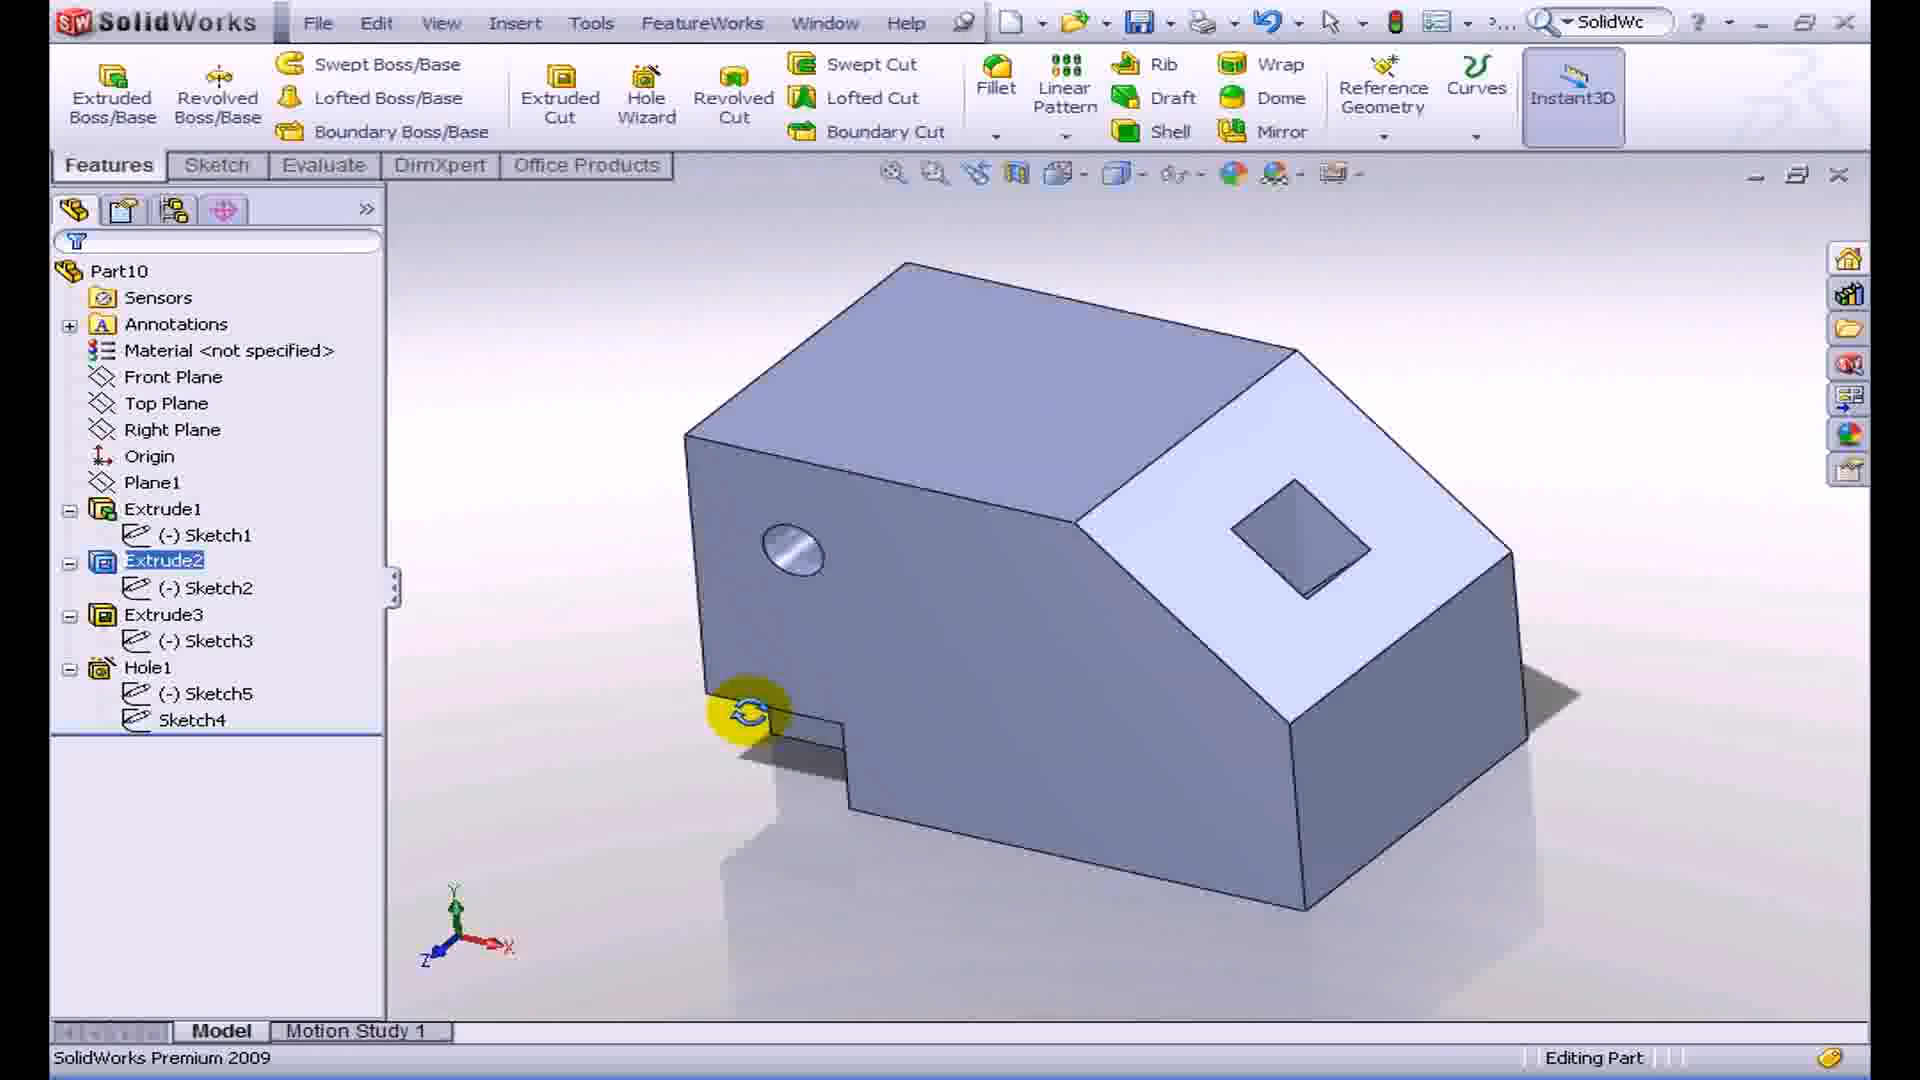 SolidWorks File Edit View Insert Tools FeatureWorks Window Help SolidWc
Extruded Boss/Base
Revolved Boss/Base
Swept Boss/Base
Lofted Boss/Base
Boundary Boss/Base
Extruded Cut
Hole Wizard
Revolved Cut
Swept Cut
Lofted Cut
Boundary Cut
Fillet
Linear Pattern
Rib
Draft
Shell
Wrap
Dome
Mirror
Reference Geometry
Curves
Instant3D
Features Sketch Evaluate DimXpert Office Products
Part10
Sensors
Annotations
Material <not specified>
Front Plane
Top Plane
Right Plane
Origin
Plane1
Extrude1
(-) Sketch1
Extrude2
(-) Sketch2
Extrude3
(-) Sketch3
Hole1
(-) Sketch5
Sketch4
Y
X
Z
Model Motion Study 1
SolidWorks Premium 2009 Editing Part